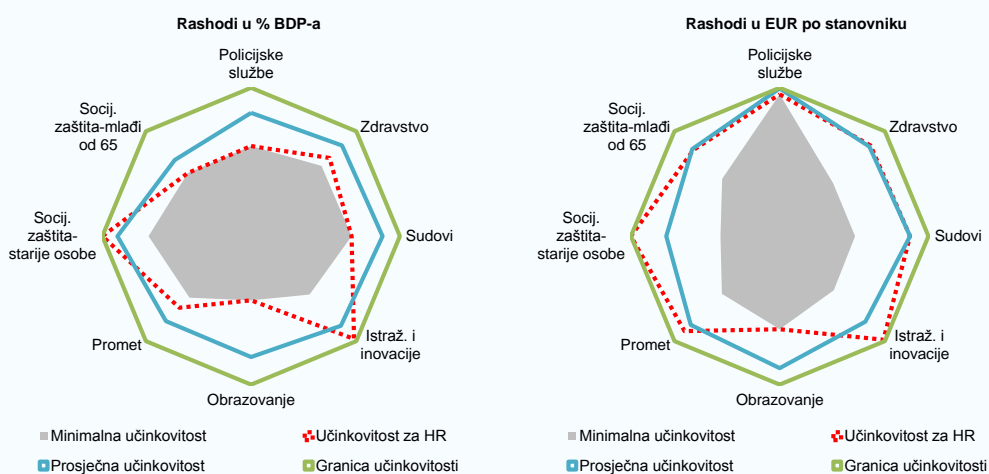 Rashodi u % BDP-a
Policijske
službe
Zdravstvo
Sudovi
Istraž. i
inovacije
Obrazovanje
Promet
Socij.
zaštita-
starije osobe
Socij.
zaštita-mlađi
od 65
Minimalna učinkovitost
Učinkovitost za HR
Prosječna učinkovitost
Granica učinkovitosti
Rashodi u EUR po stanovniku
Policijske
službe
Zdravstvo
Sudovi
Istraž. i
inovacije
Obrazovanje
Promet
Socij.
zaštita-
starije osobe
Socij.
zaštita-mlađi
od 65
Minimalna učinkovitost
Učinkovitost za HR
Prosječna učinkovitost
Granica učinkovitosti